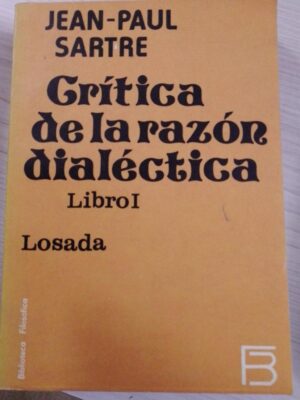 JEAN-PAUL
SARTRE
Crítica
de la razón
dialéctica
Libro I
Losada
Biblioteca Filosófica